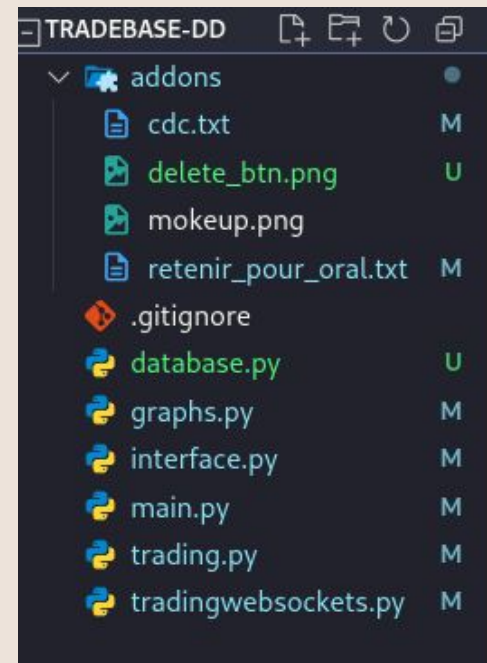 TRADEBASE-DD
addons
cdc.txt M
delete_btn.png U
mokeup.png
retenir_pour_oral.txt M
.gitignore
database.py U
graphs.py M
interface.py M
main.py M
trading.py M
tradingwebsockets.py M